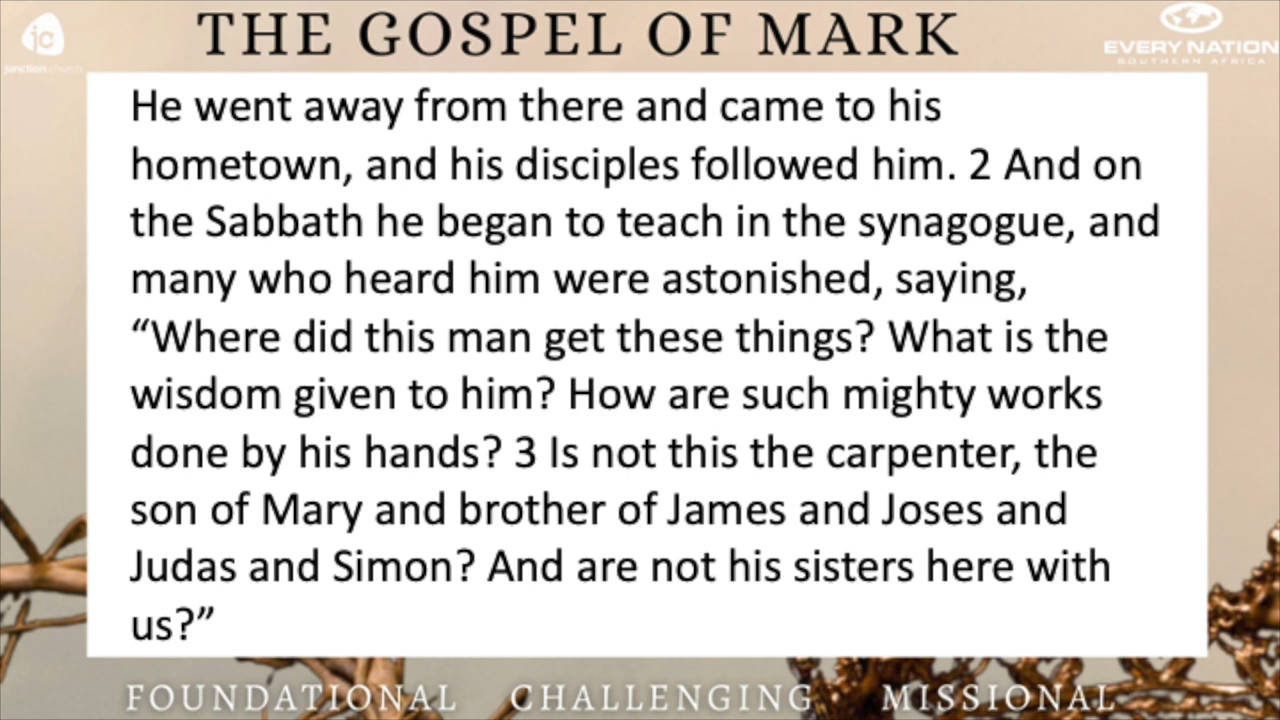 THE GOSPEL OF MARK
jc
junction church
EVERY NATION
SOUTHERN AFRICA
He went away from there and came to his
hometown, and his disciples followed him. 2 And on
the Sabbath he began to teach in the synagogue, and
many who heard him were astonished, saying,
“Where did this man get these things? What is the
wisdom given to him? How are such mighty works
done by his hands? 3 Is not this the carpenter, the
son of Mary and brother of James and Joses and
Judas and Simon? And are not his sisters here with
us?”
FOUNDATIONAL CHALLENGING MISSIONAL